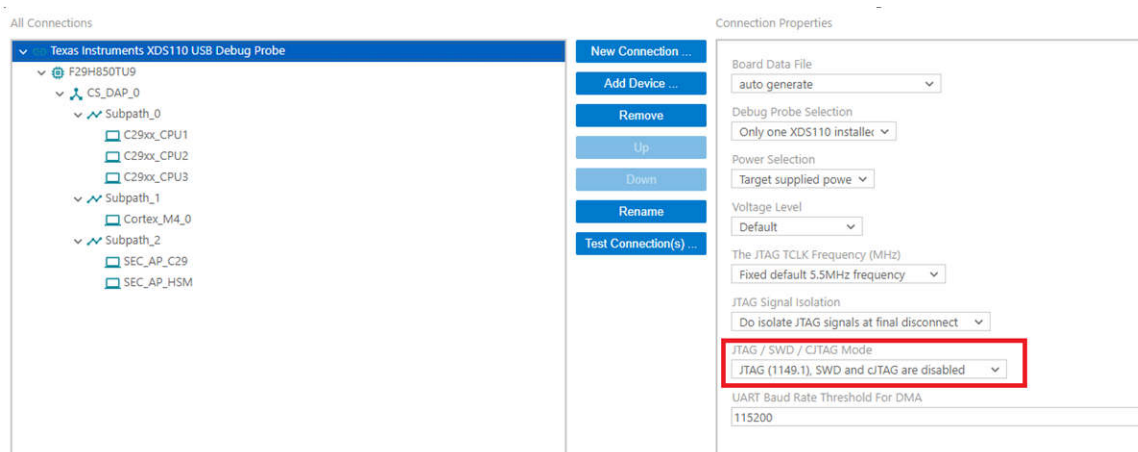 All Connections
Texas Instruments XDS110 USB Debug Probe
F29H850TU9
CS_DAP_0
Subpath_0
C29xx_CPU1
C29xx_CPU2
C29xx_CPU3
Subpath_1
Cortex_M4_0
Subpath_2
SEC_AP_C29
SEC_AP_HSM
New Connection ...
Add Device ...
Remove
Up
Down
Rename
Test Connection(s) ...
Connection Properties
Board Data File
auto generate
Debug Probe Selection
Only one XDS110 installec
Power Selection
Target supplied powe
Voltage Level
Default
The JTAG TCLK Frequency (MHz)
Fixed default 5.5MHz frequency
JTAG Signal Isolation
Do isolate JTAG signals at final disconnect
JTAG / SWD / CJTAG Mode
JTAG (1149.1), SWD and cJTAG are disabled
UART Baud Rate Threshold For DMA
115200